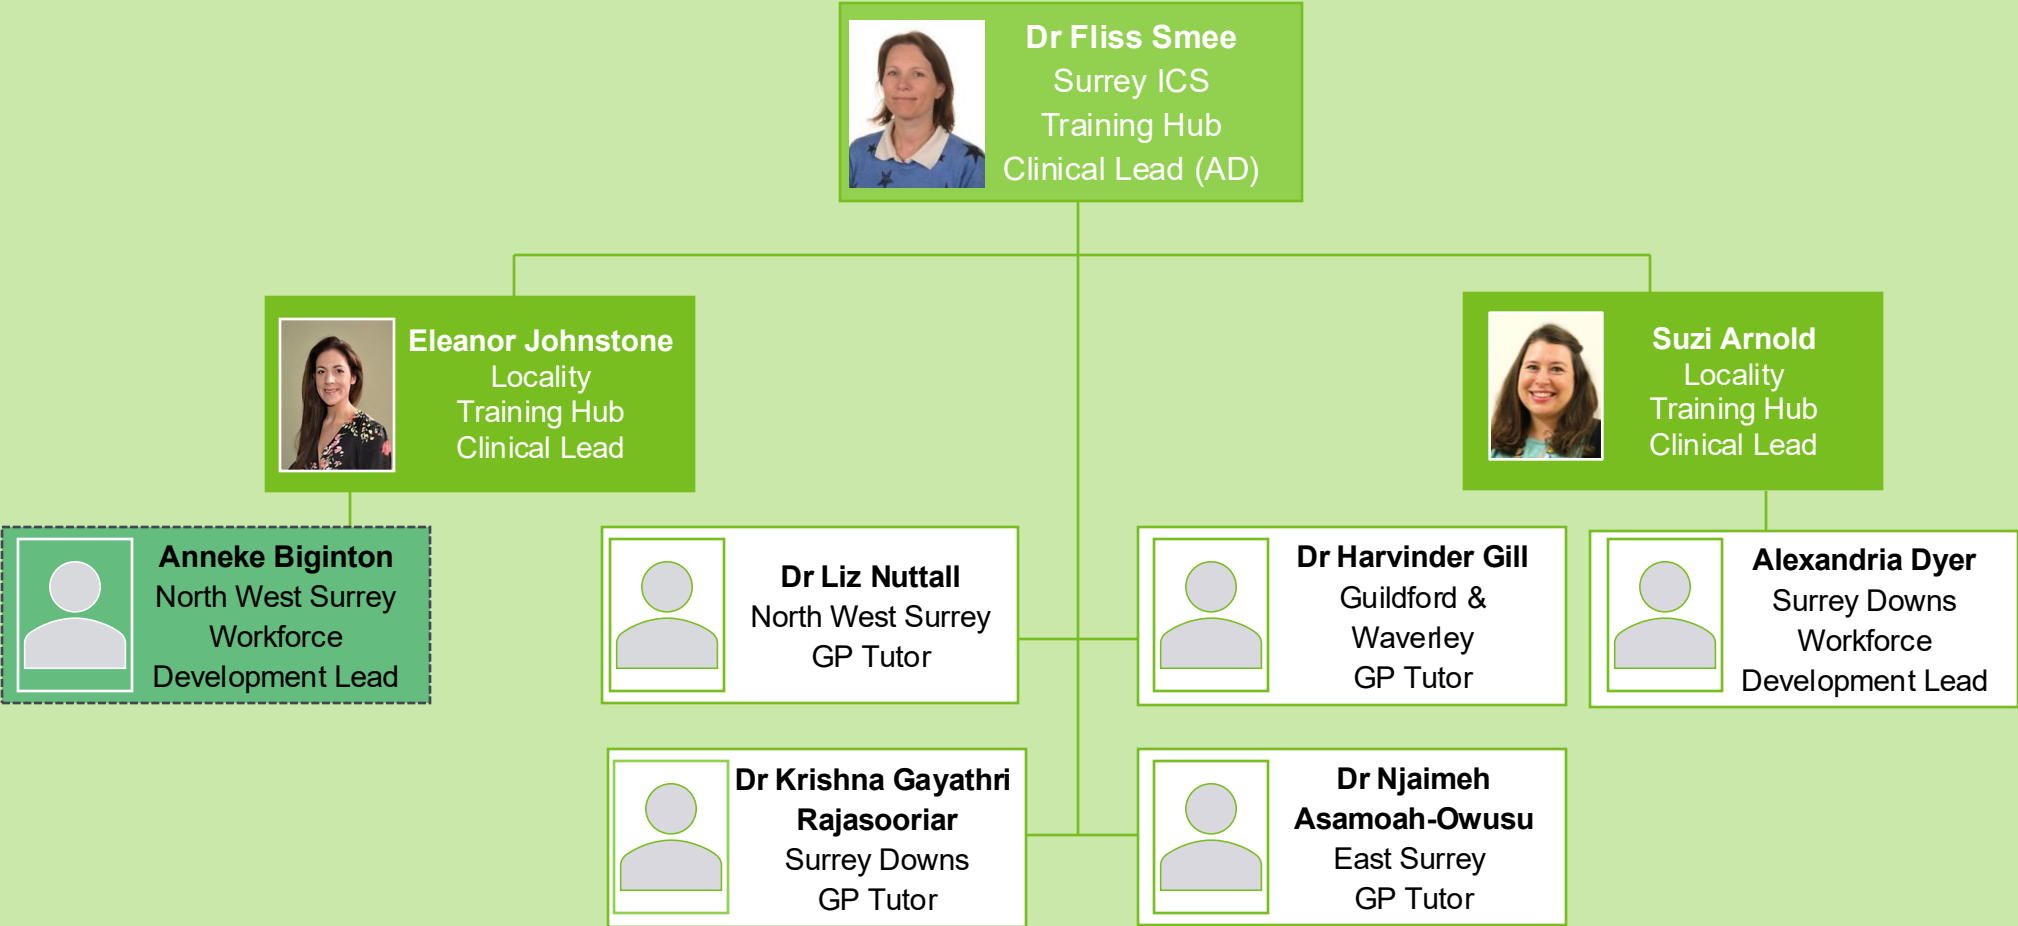 Dr Fliss Smee
Surrey ICS
Training Hub
Clinical Lead (AD)
Eleanor Johnstone
Locality
Training Hub
Clinical Lead
Suzi Arnold
Locality
Training Hub
Clinical Lead
Anneke Biginton
North West Surrey
Workforce
Development Lead
Dr Liz Nuttall
North West Surrey
GP Tutor
Dr Harvinder Gill
Guildford &
Waverley
GP Tutor
Alexandria Dyer
Surrey Downs
Workforce
Development Lead
Dr Krishna Gayathri
Rajasooriar
Surrey Downs
GP Tutor
Dr Njaimeh
Asamoah-Owusu
East Surrey
GP Tutor